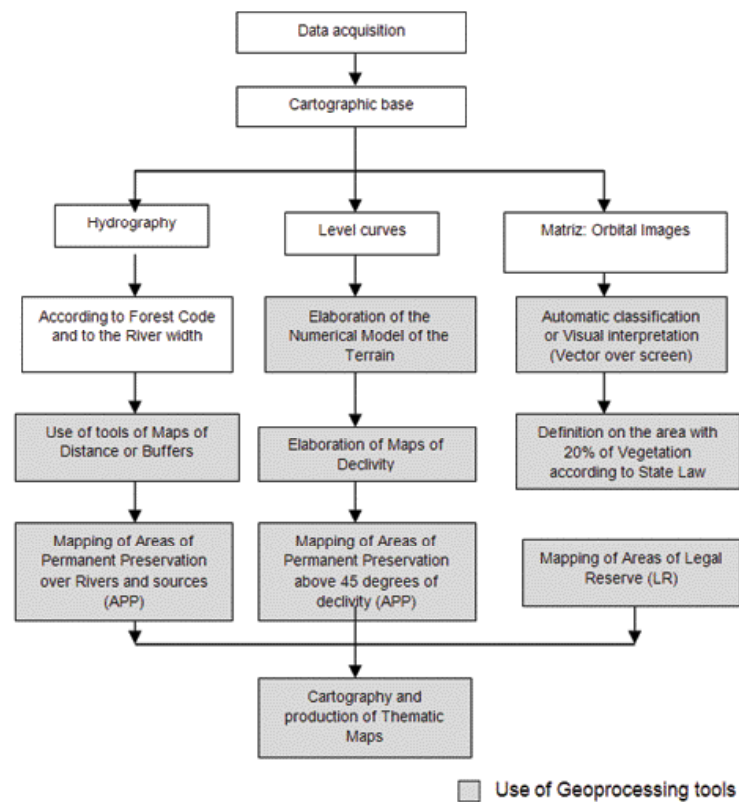 Data acquisition
Cartographic base
Hydrography
Level curves
Matriz: Orbital Images
According to Forest Code
and to the River width
Elaboration of the
Numerical Model of the
Terrain
Automatic classification
or Visual interpretation
(Vector over screen)
Use of tools of Maps of
Distance or Buffers
Elaboration of Maps of
Declivity
Definition on the area with
20% of Vegetation
according to State Law
Mapping of Areas of
Permanent Preservation
over Rivers and sources
(APP)
Mapping of Areas of
Permanent Preservation
above 45 degrees of
declivity (APP)
Mapping of Areas of Legal
Reserve (LR)
Cartography and
production of Thematic
Maps
Use of Geoprocessing tools